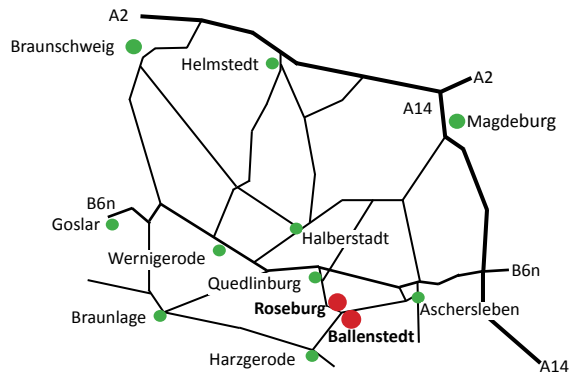 A2
Braunschweig
Helmstedt
A2
A14
Magdeburg
B6n
Goslar
Halberstadt
Wernigerode
B6n
Quedlinburg
Roseburg
Aschersleben
Braunlage
Ballenstedt
Harzgerode
A14